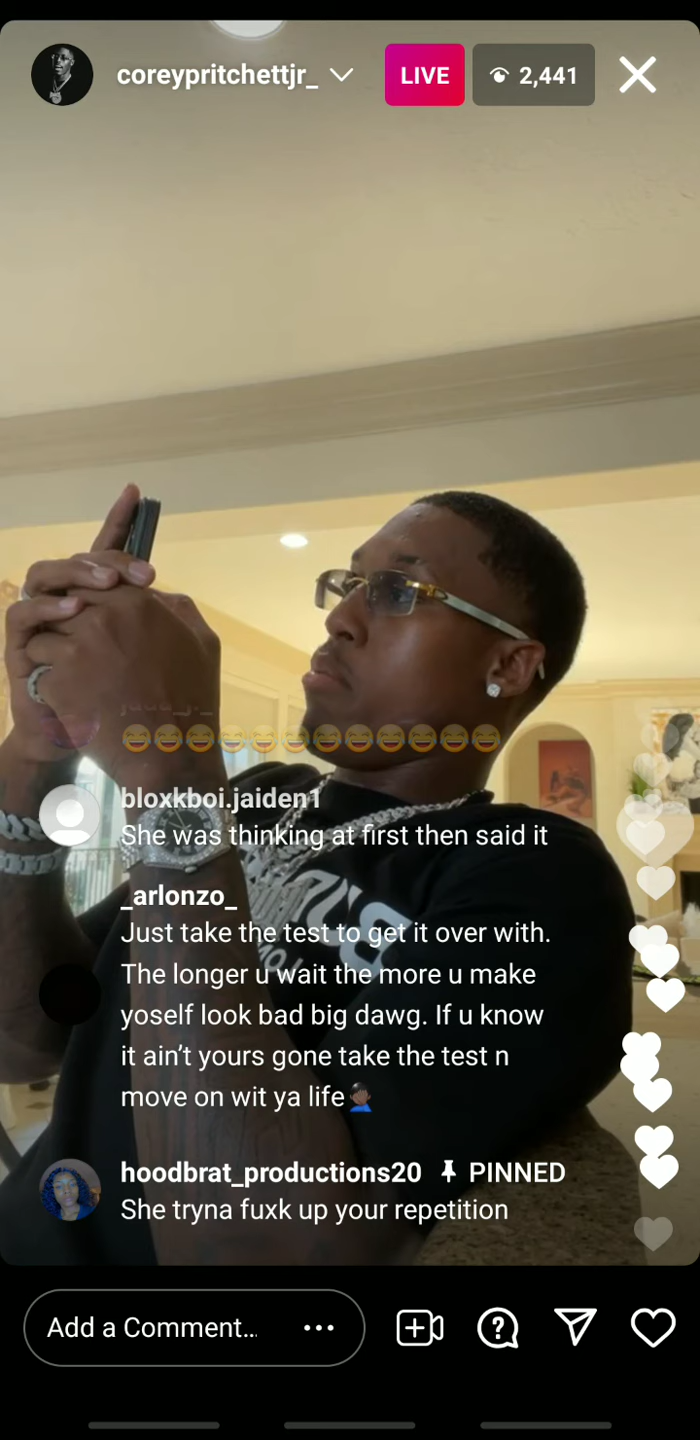 coreypritchettjr_
LIVE
2,441
😂😂😂😂😂😂😂😂😂😂😂😂
bloxkboi.jaiden1
She was thinking at first then said it
_arlonzo_
Just take the test to get it over with.
The longer u wait the more u make
yoself look bad big dawg. If u know
it ain’t yours gone take the test n
move on wit ya life🤦🏾‍♂️
hoodbrat_productions20 PINNED
She tryna fuxk up your repetition
Add a Comment…